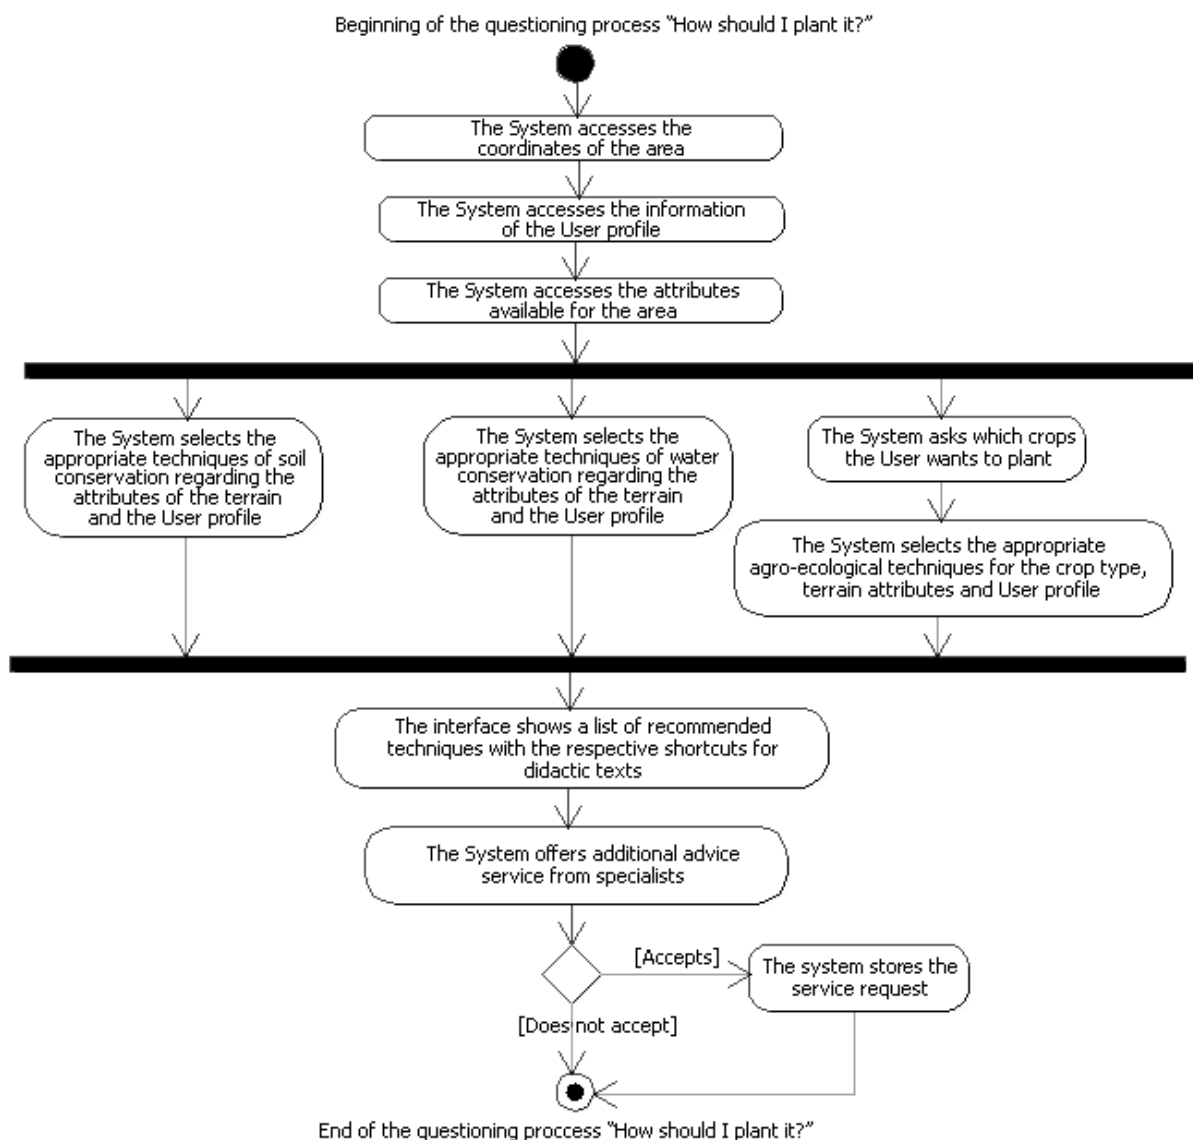 Beginning of the questioning process “How should I plant it?”
The System accesses the
coordinates of the area
The System accesses the information
of the User profile
The System accesses the attributes
available for the area
The System selects the
appropriate techniques of soil
conservation regarding the
attributes of the terrain
and the User profile
The System selects the
appropriate techniques of water
conservation regarding the
attributes of the terrain
and the User profile
The System asks which crops
the User wants to plant
The System selects the appropriate
agro-ecological techniques for the crop type,
terrain attributes and User profile
The interface shows a list of recommended
techniques with the respective shortcuts for
didactic texts
The System offers additional advice
service from specialists
[Accepts]
The system stores the
service request
[Does not accept]
End of the questioning proccess “How should I plant it?”